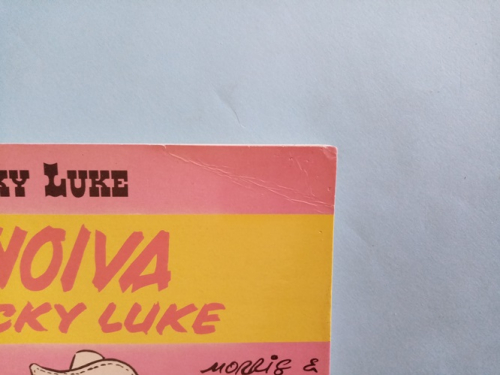 KY LUKE
NOIVA
CKY LUKE
MORRIS &